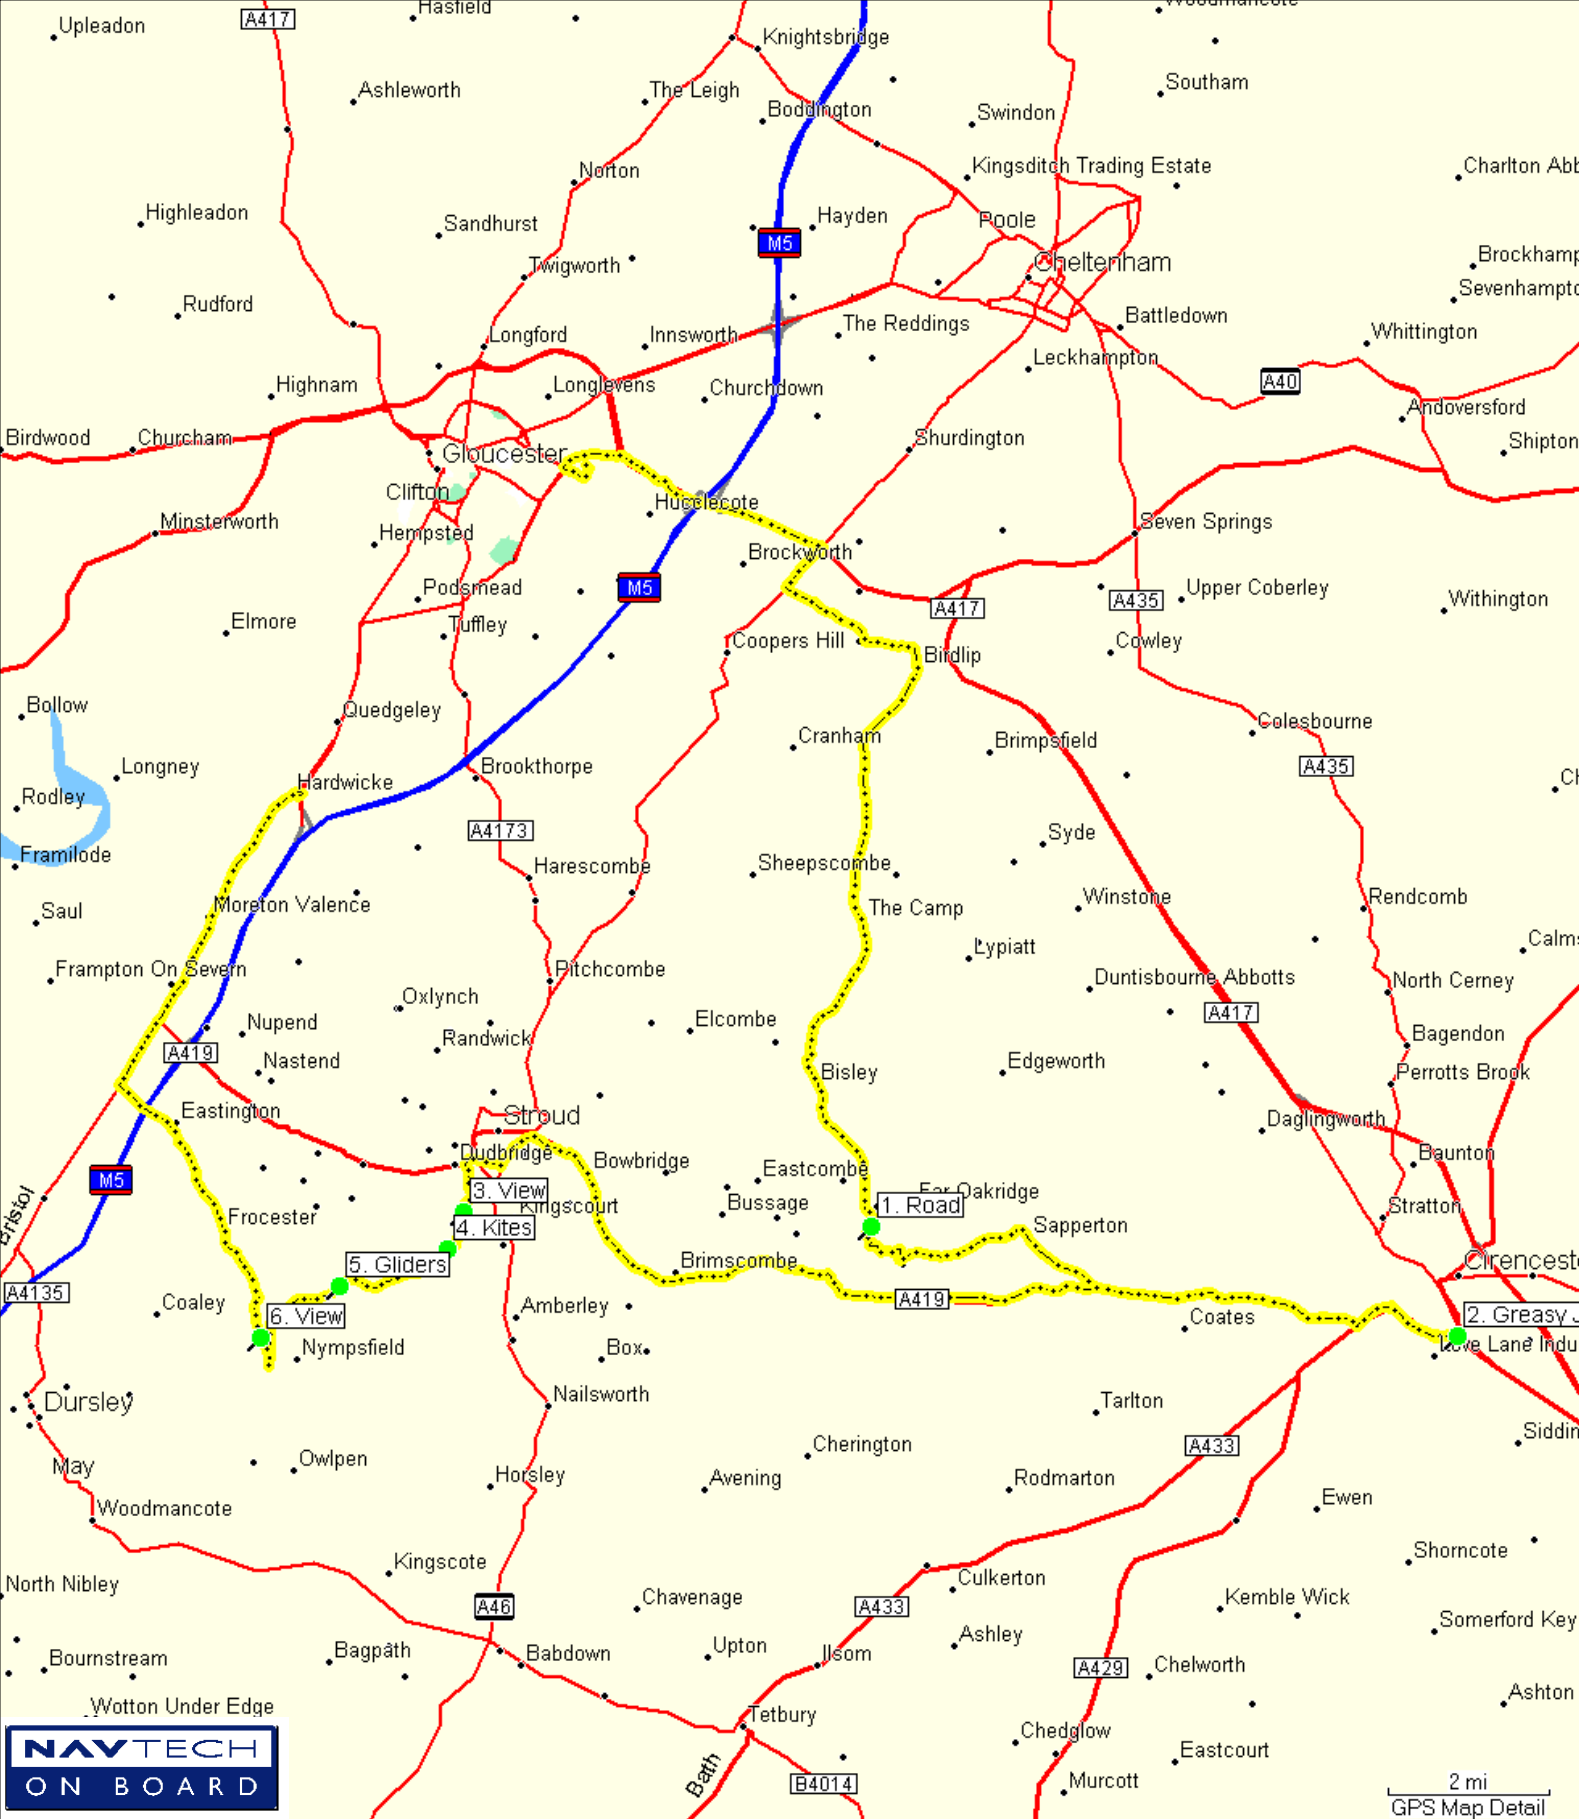 Hasfield
Woodmancote
A417
Upleadon
Knightsbridge
Ashleworth
The Leigh
Southam
Boddington
Swindon
Norton
Kingsditch Trading Estate
Charlton Abb
Highleadon
Sandhurst
Hayden
Poole
M5
Twigworth
Cheltenham
Brockhamp
Sevenhampto
Rudford
Longford
Innsworth
The Reddings
Battledown
Whittington
Leckhampton
Highnam
Longlevens
Churchdown
A40
Andoversford
Birdwood
Churcham
Shurdington
Shipton
Gloucester
Clifton
Hucclecote
Minsterworth
Hempsted
Seven Springs
Brockworth
Podsmead
M5
A417
A435
Upper Coberley
Withington
Elmore
Tuffley
Coopers Hill
Birdlip
Cowley
Bollow
Quedgeley
Cranham
Brimpsfield
Colesbourne
Longney
Hardwicke
Brookthorpe
A435
Ch
Rodley
A4173
Syde
Framilode
Harescombe
Sheepscombe
Saul
Moreton Valence
The Camp
Winstone
Rendcomb
Lypiatt
Calms
Frampton On Severn
Pitchcombe
Duntisbourne Abbotts
North Cerney
Oxlynch
Nupend
Randwick
Elcombe
A417
Bagendon
A419
Nastend
Bisley
Edgeworth
Perrotts Brook
Eastington
Stroud
Daglingworth
M5
Dudbridge
Bowbridge
Eastcombe
Baunton
3. View
Kingscourt
Bussage
1. Road
Far Oakridge
Stratton
Bristol
Frocester
4. Kites
Sapperton
5. Gliders
Brimscombe
Cirenceste
A4135
Coaley
6. View
Amberley
A419
Coates
2. Greasy J
Nympsfield
Box
Love Lane Indu
Dursley
Nailsworth
Tarlton
Siddin
May
Owlpen
Horsley
Avening
Cherington
A433
Rodmarton
Ewen
Woodmancote
Kingscote
Shorncote
North Nibley
A46
Chavenage
A433
Culkerton
Kemble Wick
Somerford Key
Bournstream
Bagpath
Babdown
Upton
Ilsom
Ashley
A429
Chelworth
Wotton Under Edge
Tetbury
Ashton
NAVTECH
ON BOARD
Bath
B4014
Chedglow
Eastcourt
Murcott
2 mi
GPS Map Detail